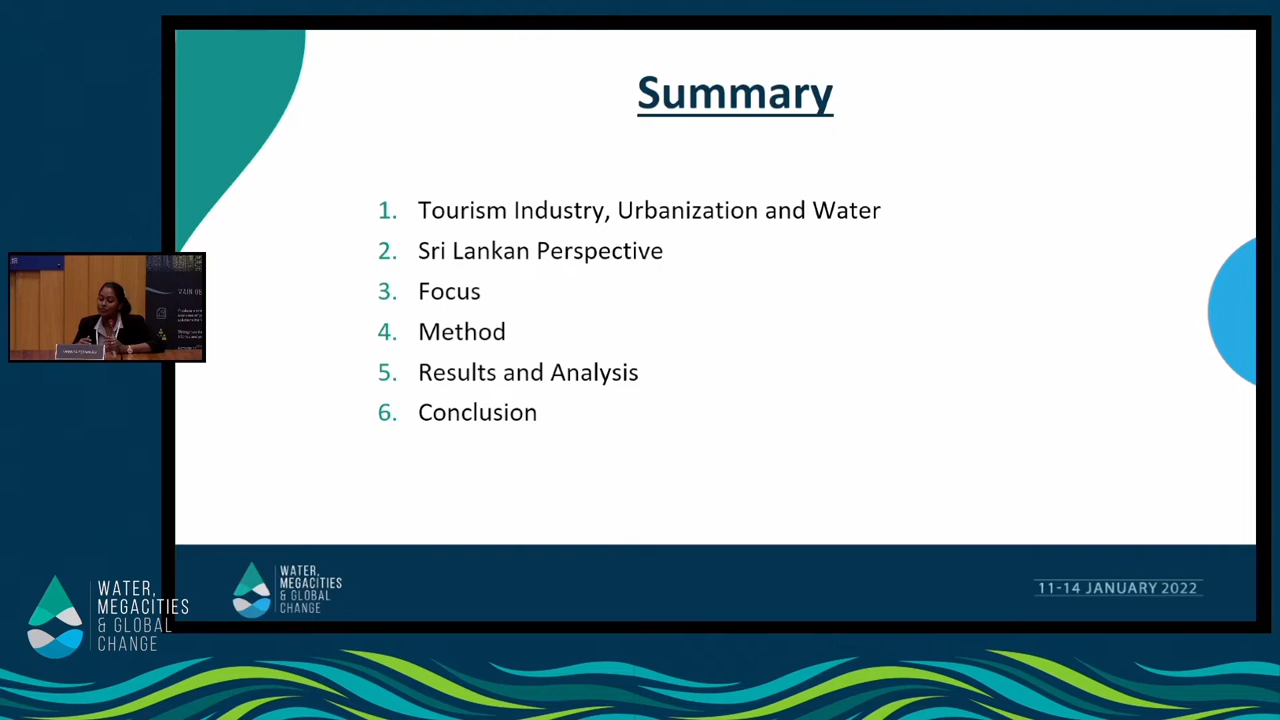 Summary
1. Tourism Industry, Urbanization and Water
2. Sri Lankan Perspective
3. Focus
4. Method
5. Results and Analysis
6. Conclusion
WATER,
MEGACITIES
& GLOBAL
CHANGE
11-14 JANUARY 2022
WATER,
MEGACITIES
& GLOBAL
CHANGE